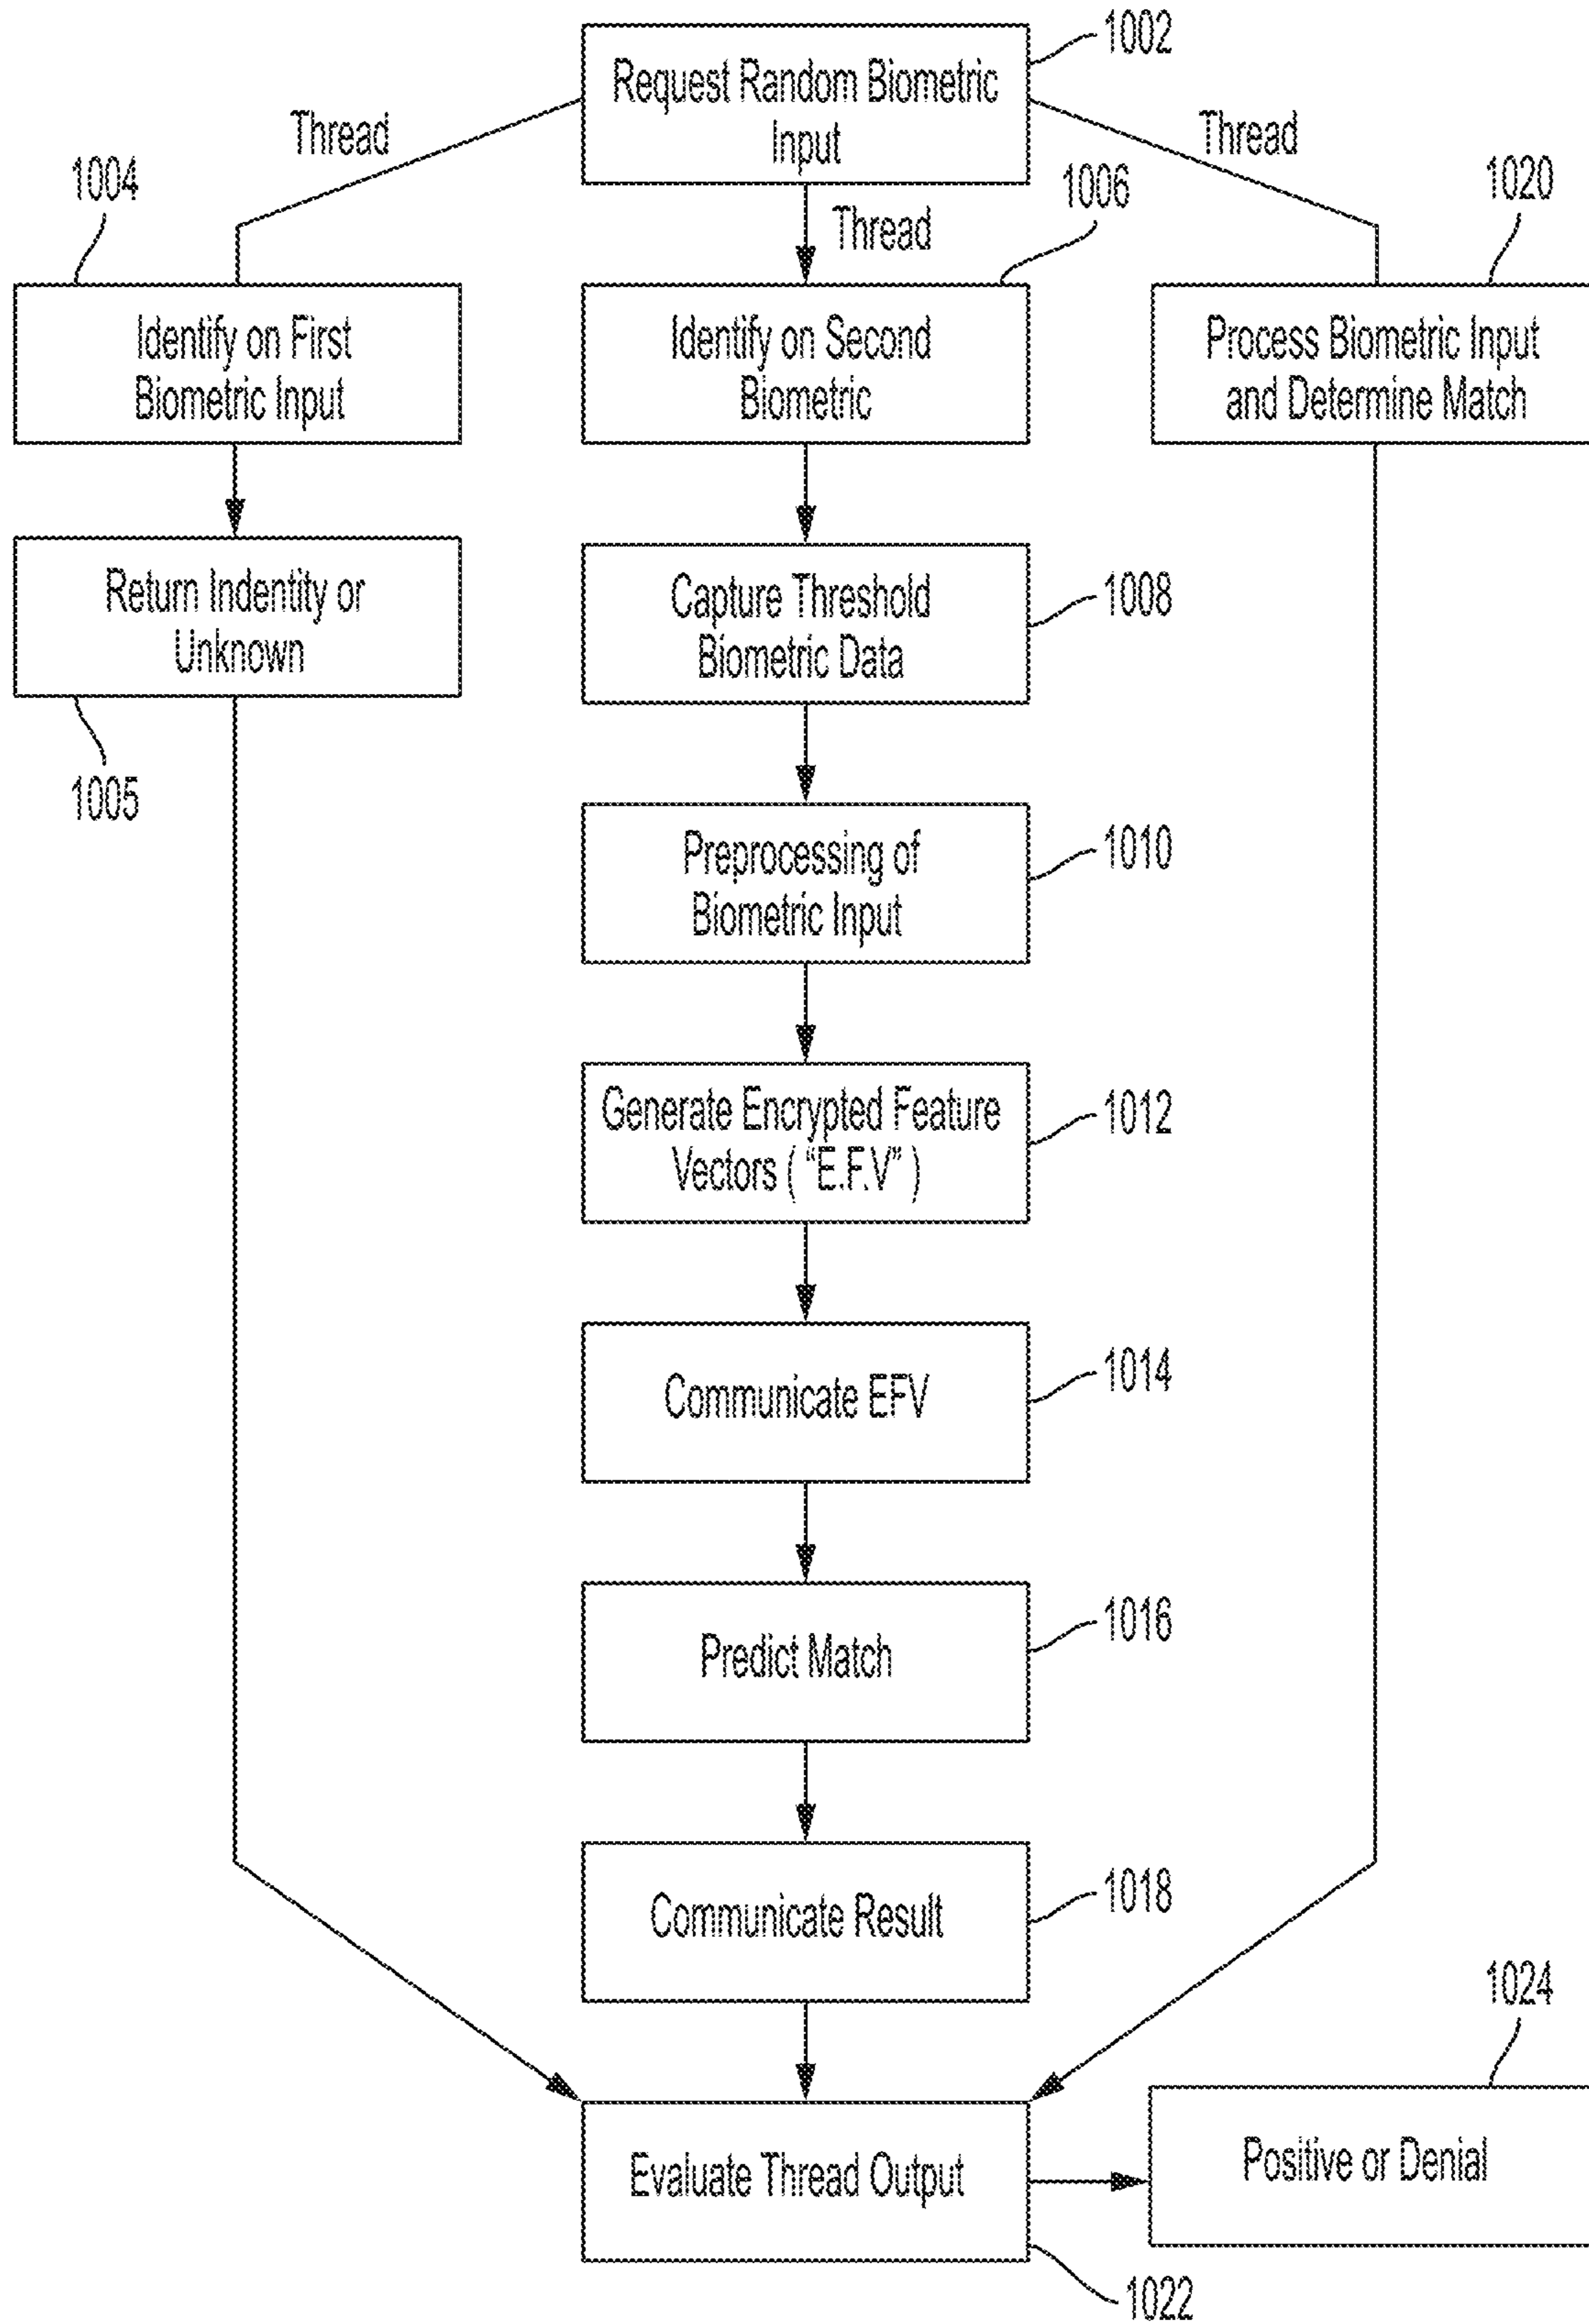 1002
Request Random Biometric
Input
Thread
Thread
Thread
1004
1006
1020
Identify on First
Biometric Input
Identify on Second
Biometric
Process Biometric Input
and Determine Match
Return Indentity or
Unknown
1005
Capture Threshold
Biometric Data
1008
Preprocessing of
Biometric Input
1010
Generate Encrypted Feature
Vectors ( “E.F.V” )
1012
Communicate EFV
1014
Predict Match
1016
Communicate Result
1018
1024
Evaluate Thread Output
Positive or Denial
1022